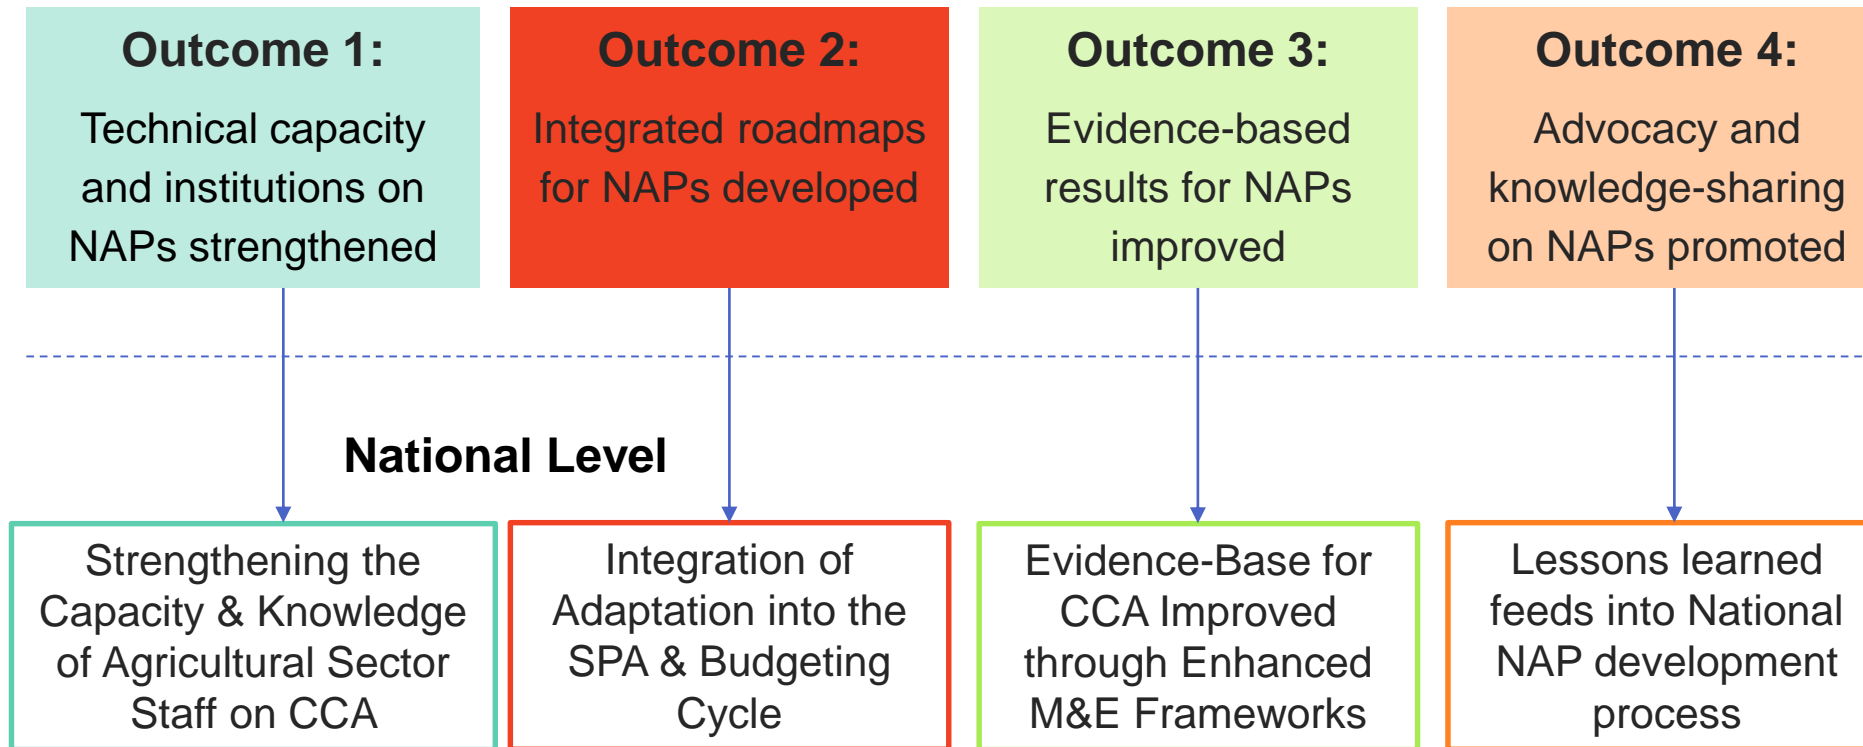 Outcome 1:
Technical capacity
and institutions on
NAPs strengthened
Outcome 2:
Integrated roadmaps
for NAPs developed
Outcome 3:
Evidence-based
results for NAPs
improved
Outcome 4:
Advocacy and
knowledge-sharing
on NAPs promoted
National Level
Strengthening the
Capacity & Knowledge
of Agricultural Sector
Staff on CCA
Integration of
Adaptation into the
SPA & Budgeting
Cycle
Evidence-Base for
CCA Improved
through Enhanced
M&E Frameworks
Lessons learned
feeds into National
NAP development
process